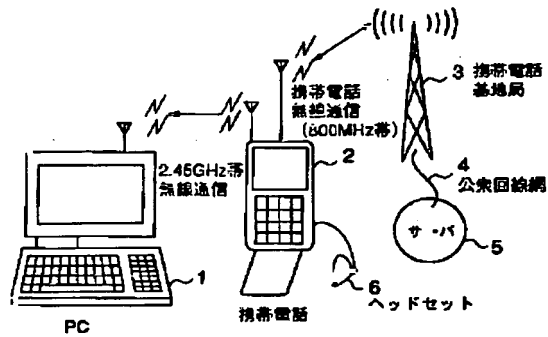 3 携帯電話
基地局
携帯電話
無線通信
(800MHz帯)
2
4
公衆回線網
2.45GHz帯
無線通信
サーバ
5
1
6
ヘッドセット
携帯電話
PC